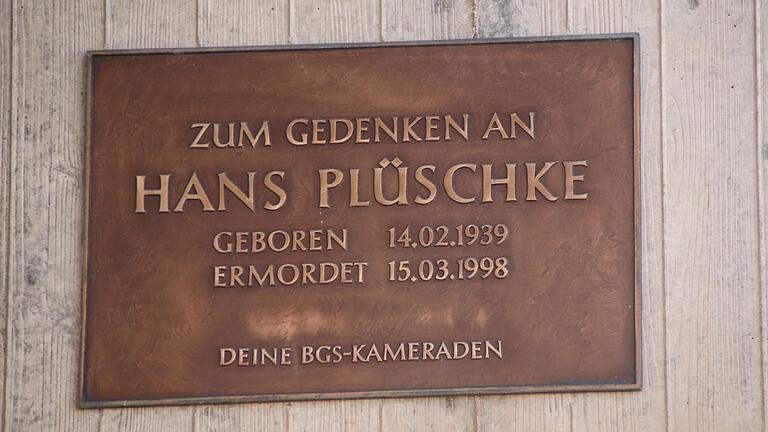 ZUM GEDENKEN AN
HANS PLÜSCHKE
GEBOREN 14.02.1939
ERMORDET 15.03.1998
DEINE BGS-KAMERADEN